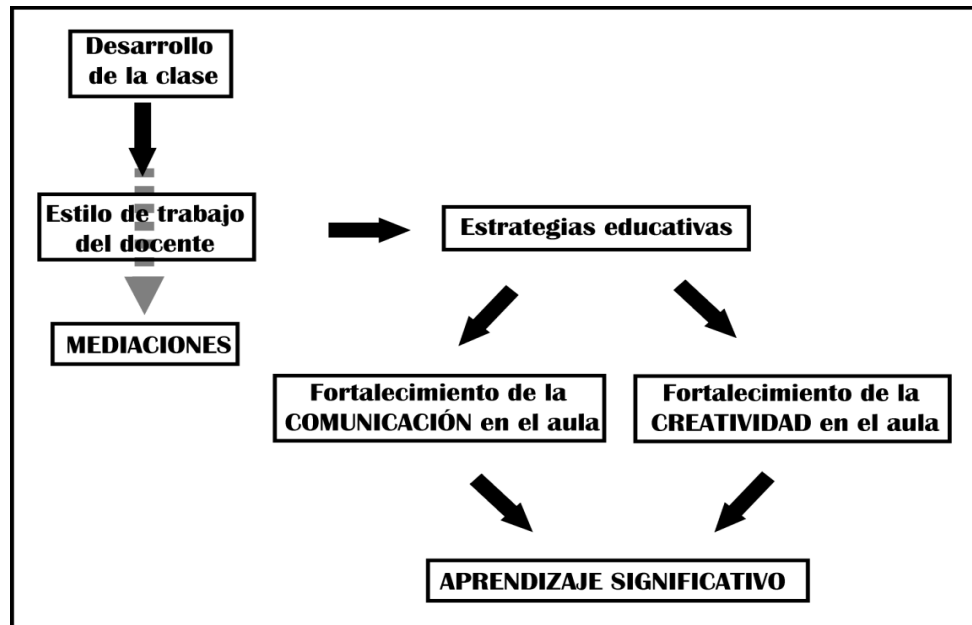 Desarrollo
de la clase
Estilo de trabajo
del docente
Estrategias educativas
MEDIACIONES
Fortalecimiento de la
COMUNICACIÓN en el aula
Fortalecimiento de la
CREATIVIDAD en el aula
APRENDIZAJE SIGNIFICATIVO